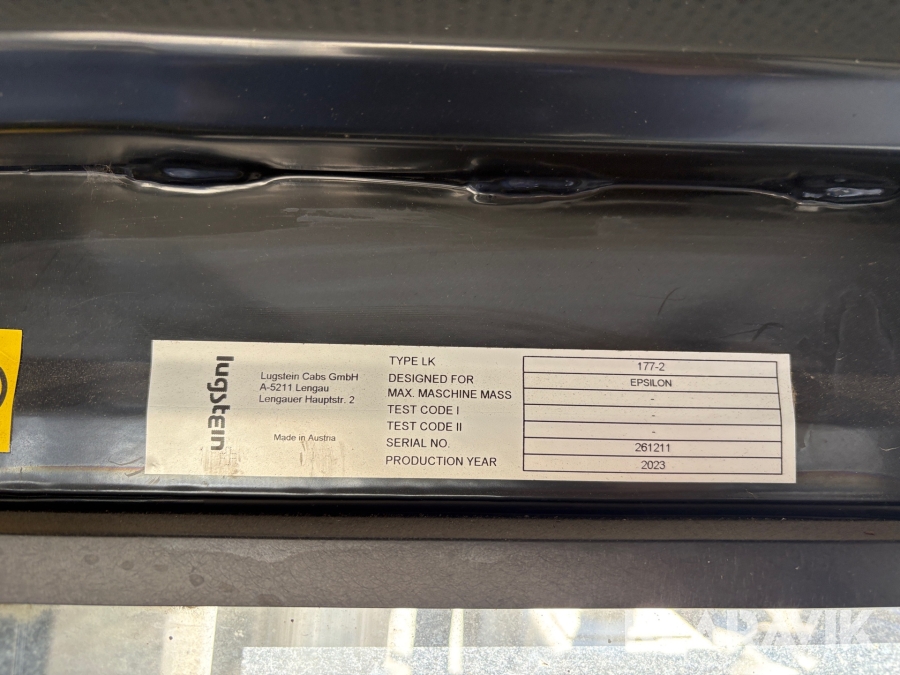 lugstein
Lugstein Cabs GmbH
A-5211 Lengau
Lengauer Hauptstr. 2
Made in Austria
TYPE LK 177-2
DESIGNED FOR EPSILON
MAX. MASCHINE MASS -
TEST CODE I -
TEST CODE II -
SERIAL NO. 261211
PRODUCTION YEAR 2023
KLARAVIK